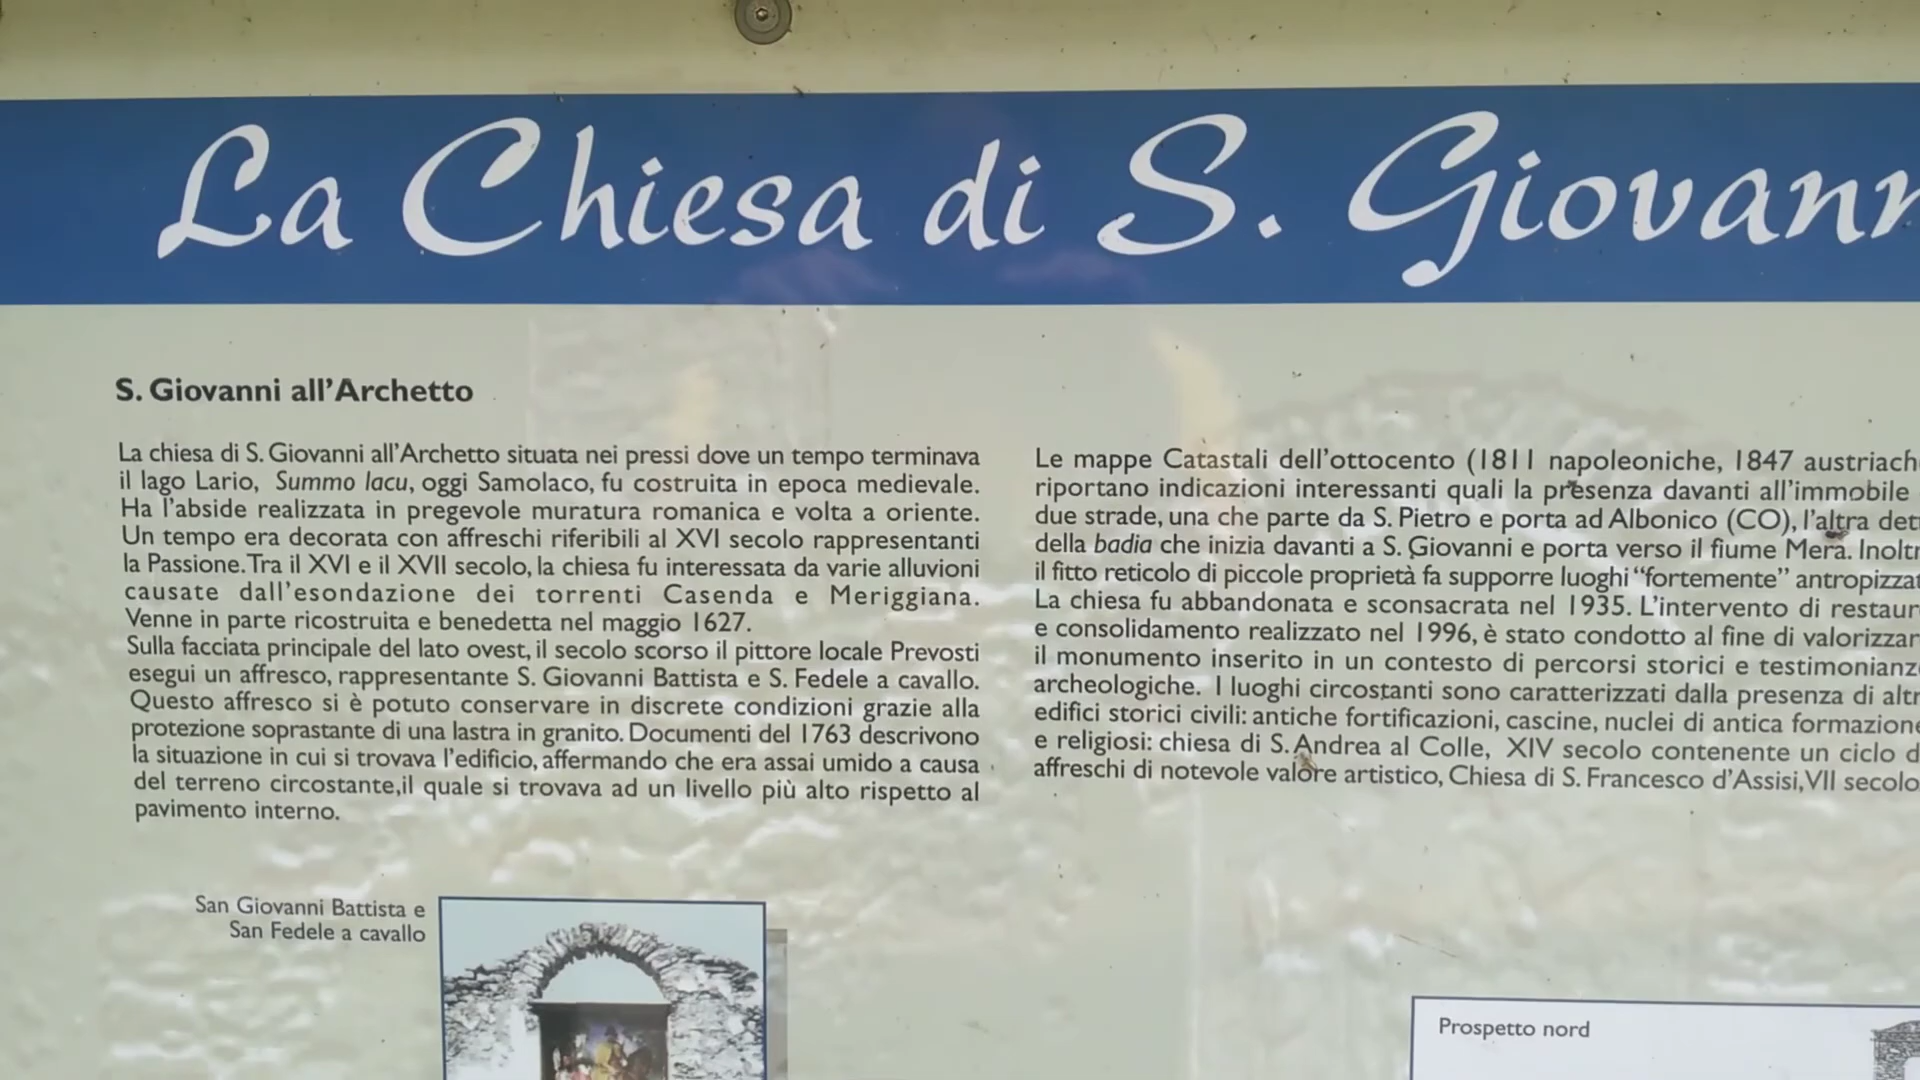 La Chiesa di S. Giovann
S. Giovanni all'Archetto
La chiesa di S. Giovanni all'Archetto situata nei pressi dove un tempo terminava
il lago Lario, Summo lacu, oggi Samolaco, fu costruita in epoca medievale.
Ha l'abside realizzata in pregevole muratura romanica e volta a oriente.
Un tempo era decorata con affreschi riferibili al XVI secolo rappresentanti
la Passione. Tra il XVI e il XVII secolo, la chiesa fu interessata da varie alluvioni
causate dall'esondazione dei torrenti Casenda e Meriggiana.
Venne in parte ricostruita e benedetta nel maggio 1627.
Sulla facciata principale del lato ovest, il secolo scorso il pittore locale Prevosti
esegui un affresco, rappresentante S. Giovanni Battista e S. Fedele a cavallo.
Questo affresco si è potuto conservare in discrete condizioni grazie alla
protezione soprastante di una lastra in granito. Documenti del 1763 descrivono
la situazione in cui si trovava l'edificio, affermando che era assai umido a causa
del terreno circostante, il quale si trovava ad un livello più alto rispetto al
pavimento interno.
Le mappe Catastali dell'ottocento (1811 napoleoniche, 1847 austriach
riportano indicazioni interessanti quali la presenza davanti all'immobile
due strade, una che parte da S. Pietro e porta ad Albonico (CO), l'altra dett
della badia che inizia davanti a S. Giovanni e porta verso il fiume Mera. Inoltr
il fitto reticolo di piccole proprietà fa supporre luoghi "fortemente" antropizzat
La chiesa fu abbandonata e sconsacrata nel 1935. L'intervento di restaur
e consolidamento realizzato nel 1996, è stato condotto al fine di valorizzar
il monumento inserito in un contesto di percorsi storici e testimonianz
archeologiche. I luoghi circostanti sono caratterizzati dalla presenza di altr
edifici storici civili: antiche fortificazioni, cascine, nuclei di antica formazione
e religiosi: chiesa di S. Andrea al Colle, XIV secolo contenente un ciclo d
affreschi di notevole valore artistico, Chiesa di S. Francesco d'Assisi, VII secolo
San Giovanni Battista e
San Fedele a cavallo
Prospetto nord